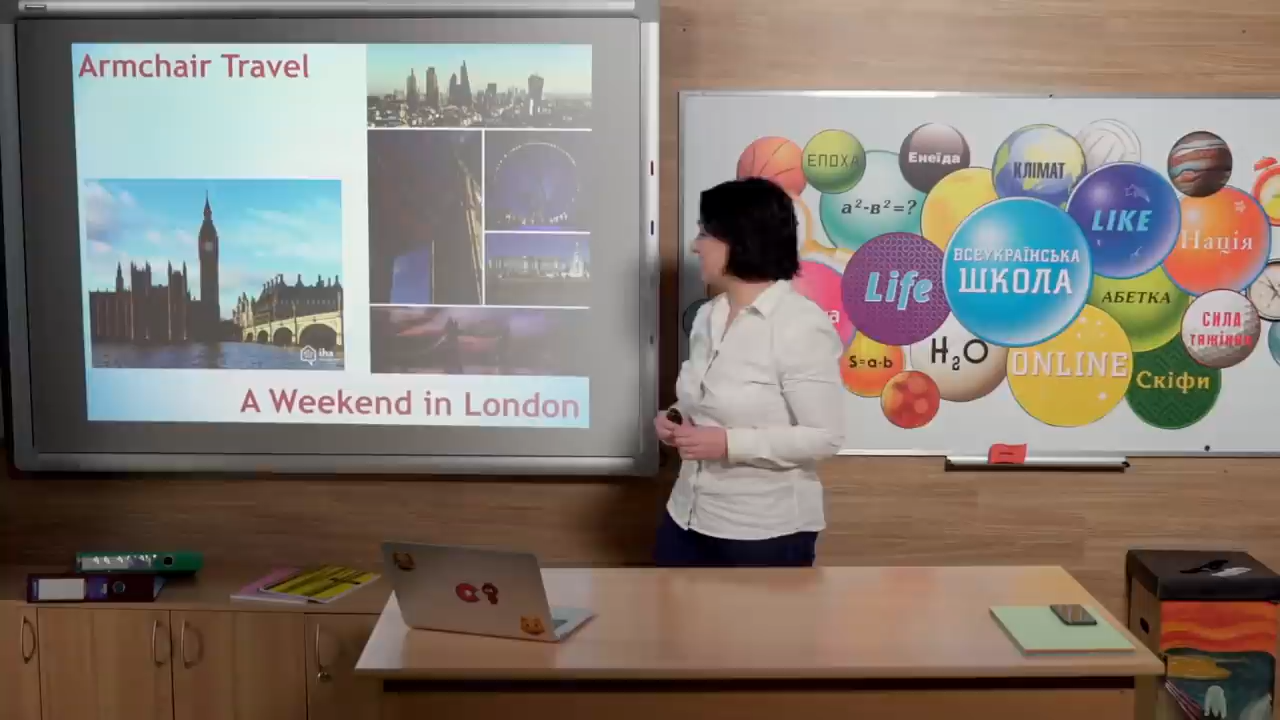 Armchair Travel
iha
A Weekend in London
ЕПОХА
Енеїда
КЛІМАТ
a²-в²=?
LIKE
Нація
Life
ВСЕУКРАЇНСЬКА
ШКОЛА
АБЕТКА
СИЛА
ТЯЖІННЯ
S=a·b
H₂O
ONLINE
Скіфи